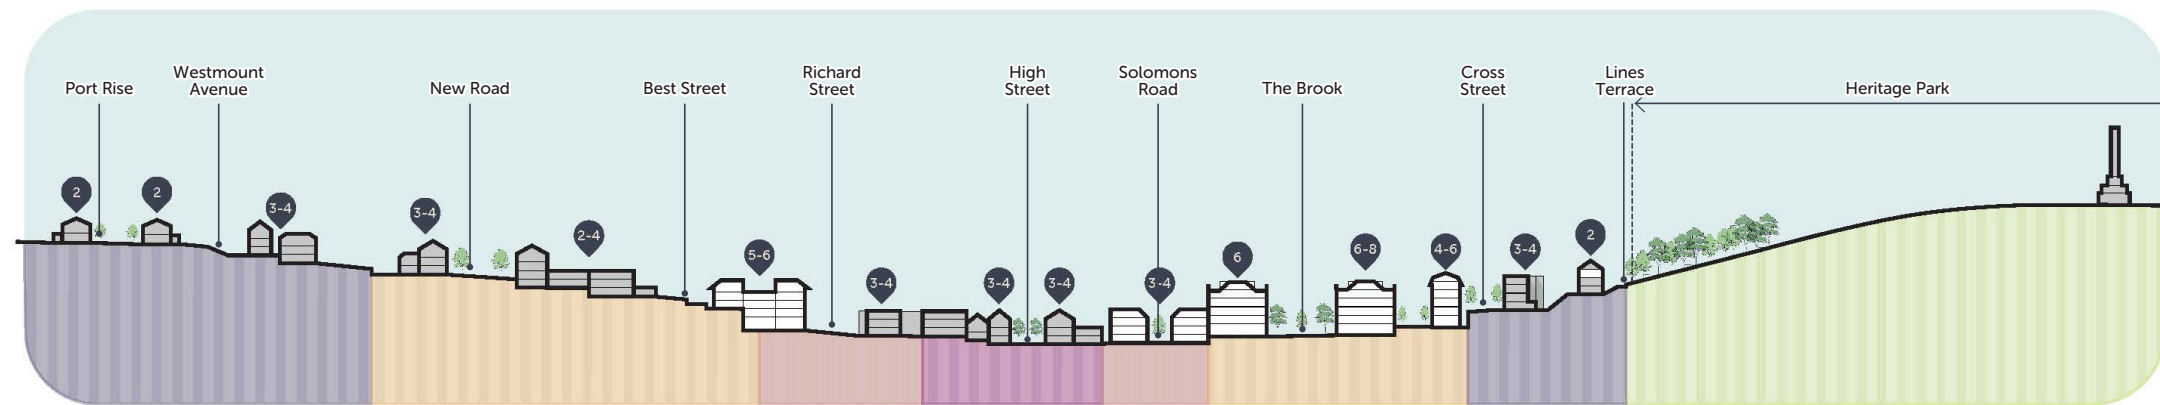 Port Rise
Westmount
Avenue
New Road
Best Street
Richard
Street
High
Street
Solomons
Road
The Brook
Cross
Street
Lines
Terrace
Heritage Park
2
2
3-4
3-4
2-4
5-6
3-4
3-4
3-4
3-4
6
6-8
4-6
3-4
2